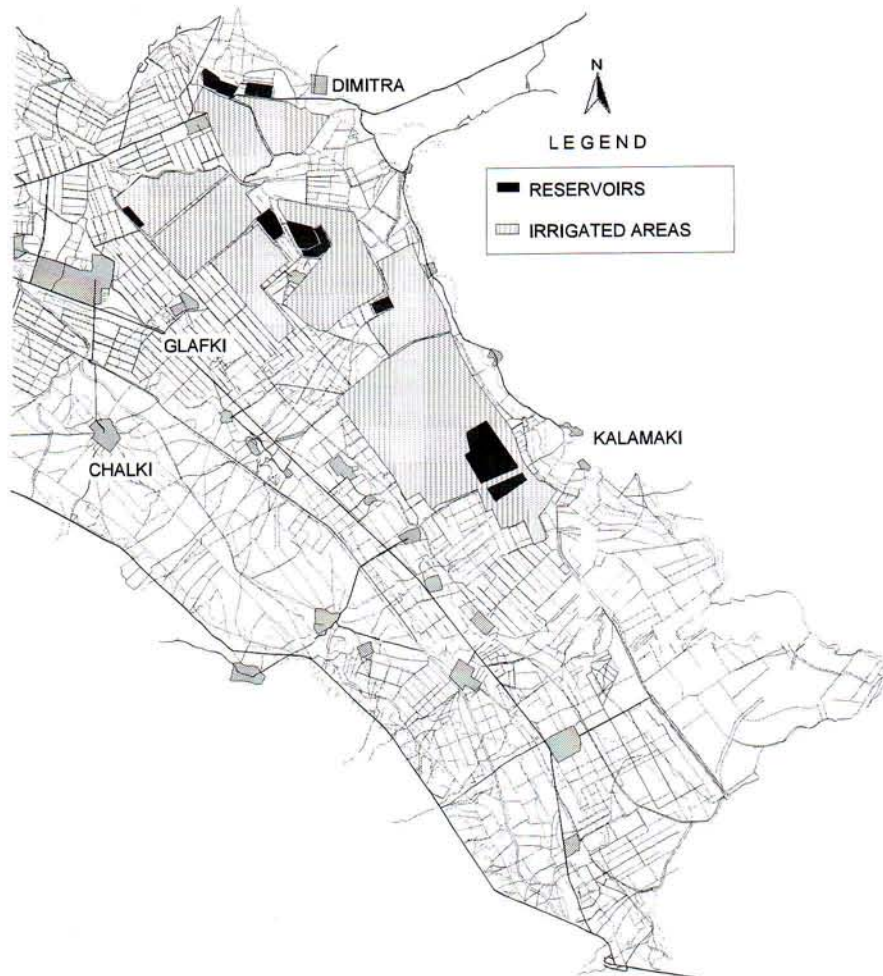 DIMITRA
N
LEGEND
RESERVOIRS
IRRIGATED AREAS
GLAFKI
KALAMAKI
CHALKI